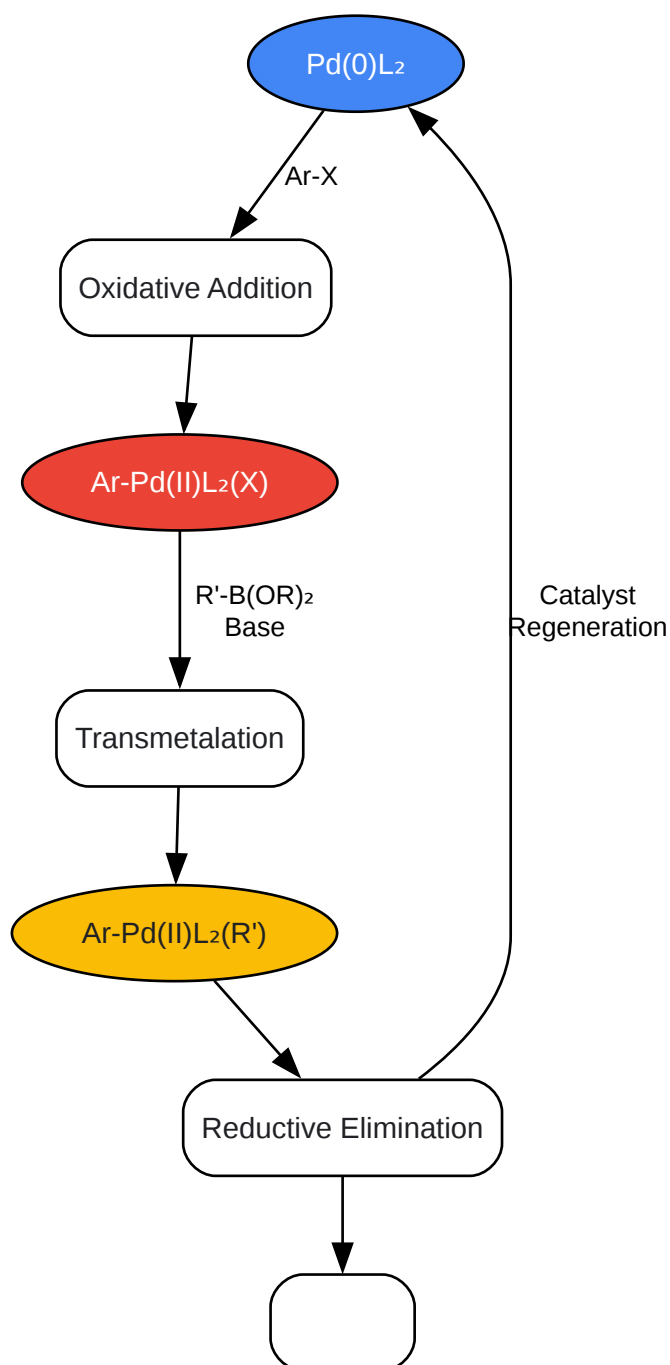 Pd(0)L₂
Ar-X
Oxidative Addition
Ar-Pd(II)L₂(X)
R'-B(OR)₂
Base
Catalyst
Regeneration
Transmetalation
Ar-Pd(II)L₂(R')
Reductive Elimination